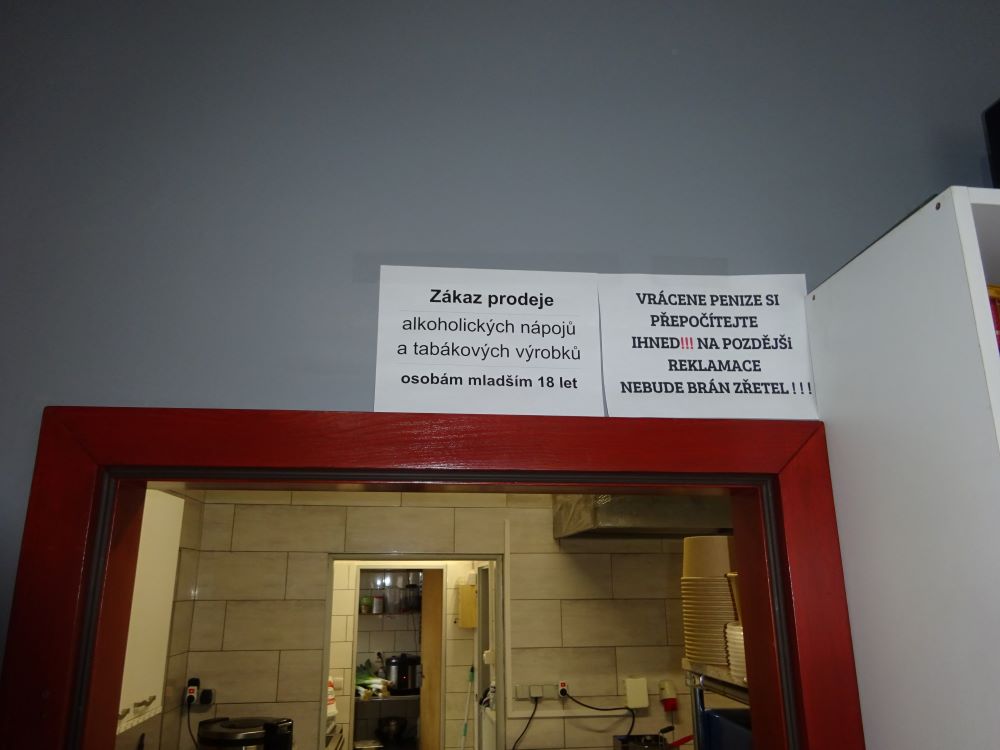 Zákaz prodeje
alkoholických nápojů
a tabákových výrobků
osobám mladším 18 let
VRÁCENE PENIZE SI
PŘEPOČÍTEJTE
IHNED!!! NA POZDĚJŠi
REKLAMACE
NEBUDE BRÁN ZŘETEL !!!